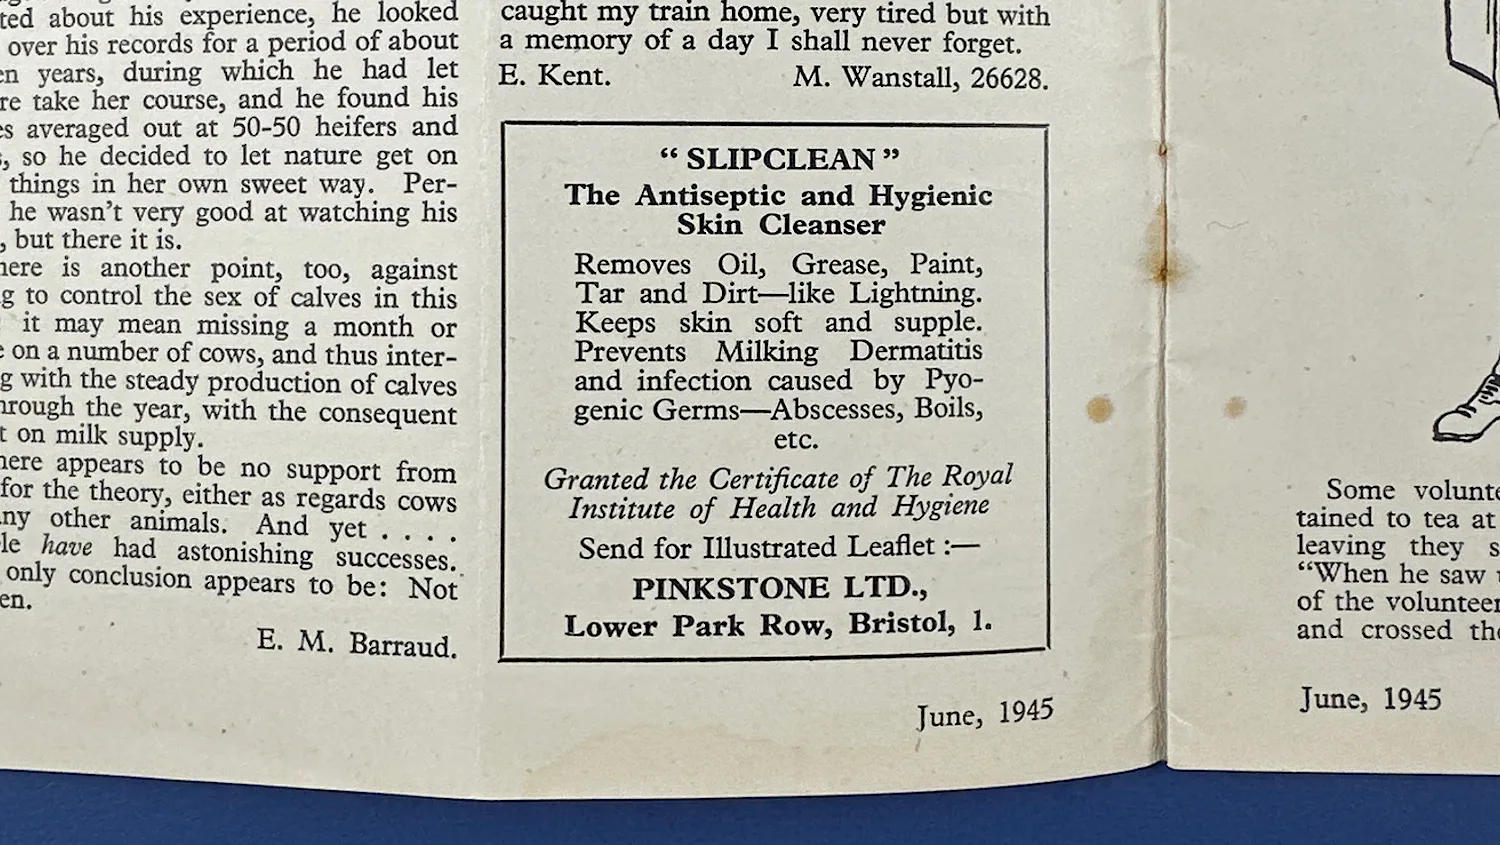 ted about his experience, he looked
over his records for a period of about
years, during which he had let
take her course, and he found his
averaged out at 50-50 heifers and
, so he decided to let nature get on
things in her own sweet way. Per-
he wasn't very good at watching his
, but there it is.
here is another point, too, against
g to control the sex of calves in this
it may mean missing a month or
on a number of cows, and thus inter-
g with the steady production of calves
hrough the year, with the consequent
t on milk supply.
here appears to be no support from
for the theory, either as regards cows
ny other animals. And yet . . . .
le have had astonishing successes.
only conclusion appears to be: Not
en.
E. M. Barraud.
caught my train home, very tired but with
a memory of a day I shall never forget.
E. Kent. M. Wanstall, 26628.
“ SLIPCLEAN ”
The Antiseptic and Hygienic
Skin Cleanser
Removes Oil, Grease, Paint,
Tar and Dirt—like Lightning.
Keeps skin soft and supple.
Prevents Milking Dermatitis
and infection caused by Pyo-
genic Germs—Abscesses, Boils,
etc.
Granted the Certificate of The Royal
Institute of Health and Hygiene
Send for Illustrated Leaflet :—
PINKSTONE LTD.,
Lower Park Row, Bristol, 1.
June, 1945
Some volunte
tained to tea at
leaving they s
“When he saw
of the volunteer
and crossed the
June, 1945